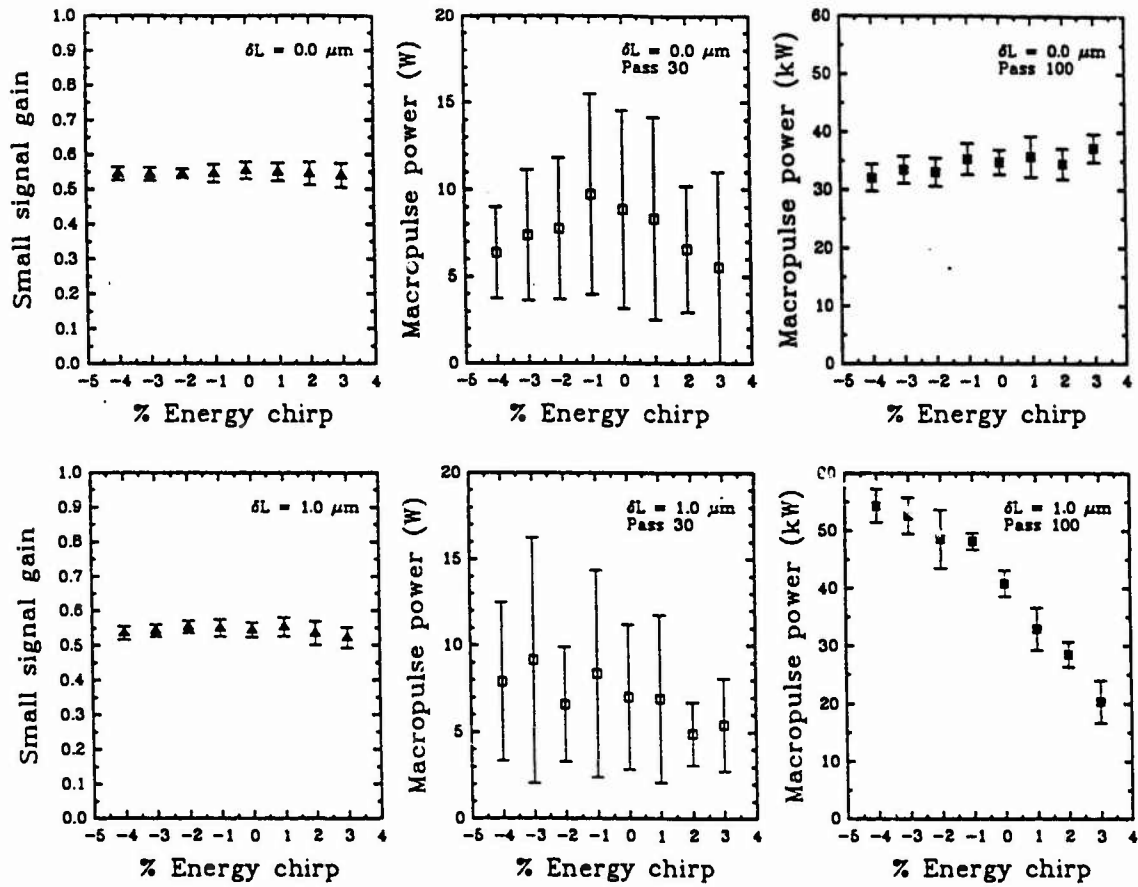 Small signal gain
1.0
0.9
0.8
0.7
0.6
0.5
0.4
0.3
0.2
0.1
0.0
δL = 0.0 μm
-5 -4 -3 -2 -1 0 1 2 3 4
% Energy chirp
Macropulse power (W)
20
15
10
5
0
δL = 0.0 μm
Pass 30
-5 -4 -3 -2 -1 0 1 2 3 4
% Energy chirp
Macropulse power (kW)
60
50
40
30
20
10
0
δL = 0.0 μm
Pass 100
-5 -4 -3 -2 -1 0 1 2 3 4
% Energy chirp
Small signal gain
1.0
0.9
0.8
0.7
0.6
0.5
0.4
0.3
0.2
0.1
0.0
δL = 1.0 μm
-5 -4 -3 -2 -1 0 1 2 3 4
% Energy chirp
Macropulse power (W)
20
15
10
5
0
δL = 1.0 μm
Pass 30
-5 -4 -3 -2 -1 0 1 2 3 4
% Energy chirp
Macropulse power (kW)
60
50
40
30
20
10
0
δL = 1.0 μm
Pass 100
-5 -4 -3 -2 -1 0 1 2 3 4
% Energy chirp